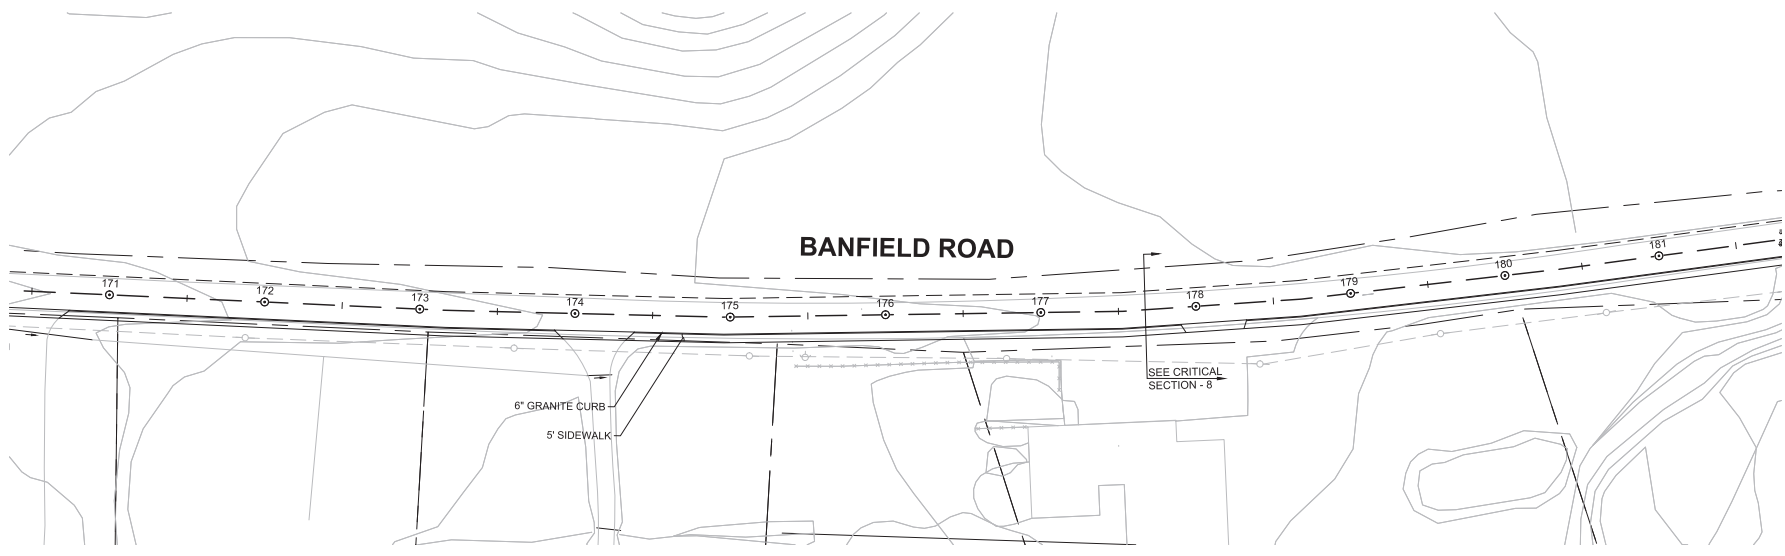 BANFIELD ROAD
171
172
173
174
175
176
177
178
179
180
181
SEE CRITICAL
SECTION - 8
6" GRANITE CURB
5' SIDEWALK